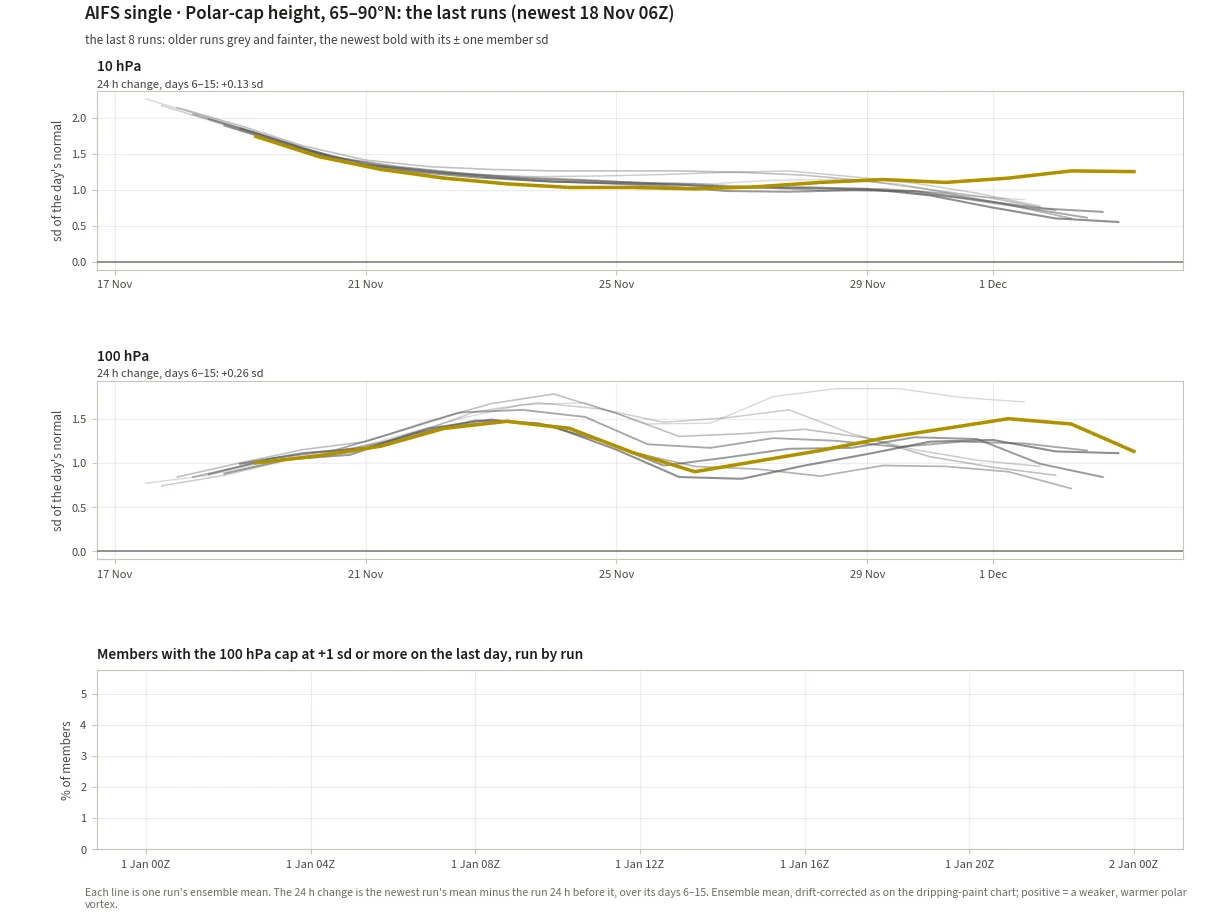 AIFS single · Polar-cap height, 65–90°N: the last runs (newest 18 Nov 06Z)
the last 8 runs: older runs grey and fainter, the newest bold with its ± one member sd
10 hPa
24 h change, days 6–15: +0.13 sd
sd of the day's normal
2.0
1.5
1.0
0.5
0.0
17 Nov 21 Nov 25 Nov 29 Nov 1 Dec
100 hPa
24 h change, days 6–15: +0.26 sd
sd of the day's normal
1.5
1.0
0.5
0.0
17 Nov 21 Nov 25 Nov 29 Nov 1 Dec
Members with the 100 hPa cap at +1 sd or more on the last day, run by run
% of members
5
4
3
2
1
0
1 Jan 00Z 1 Jan 04Z 1 Jan 08Z 1 Jan 12Z 1 Jan 16Z 1 Jan 20Z 2 Jan 00Z
Each line is one run's ensemble mean. The 24 h change is the newest run's mean minus the run 24 h before it, over its days 6–15. Ensemble mean, drift-corrected as on the dripping-paint chart; positive = a weaker, warmer polar
vortex.